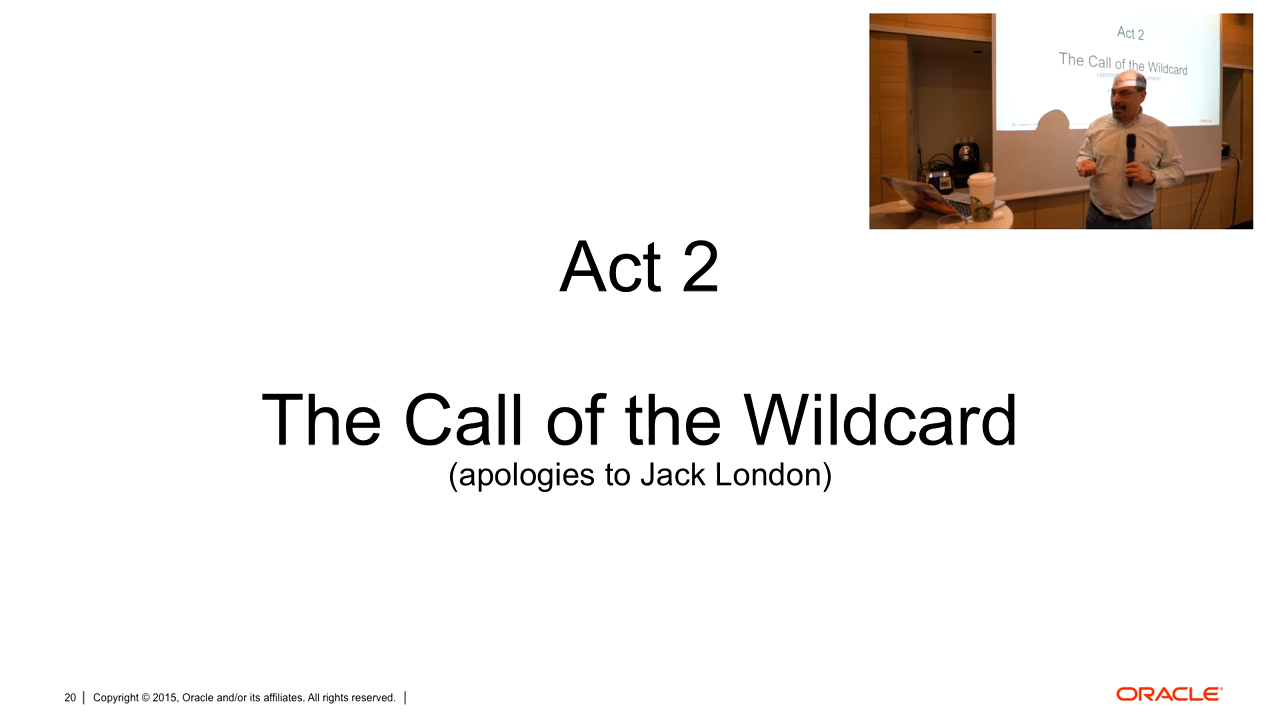 Act 2
The Call of the Wildcard
Act 2
The Call of the Wildcard
(apologies to Jack London)
20 | Copyright © 2015, Oracle and/or its affiliates. All rights reserved. |
ORACLE